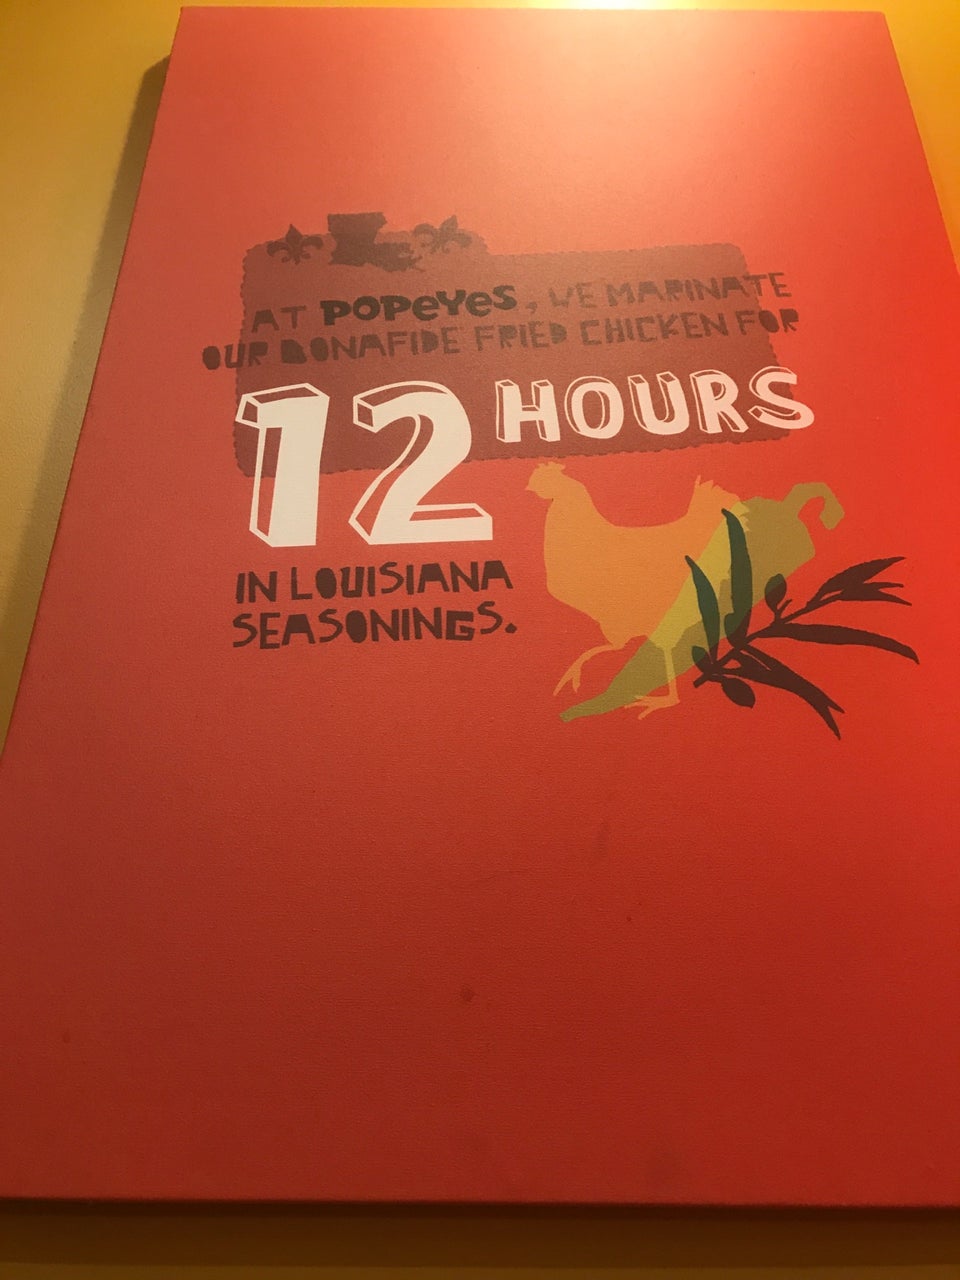 AT POPEYES, WE MARINATE
OUR BONAFIDE FRIED CHICKEN FOR
12 HOURS
IN LOUISIANA
SEASONINGS.